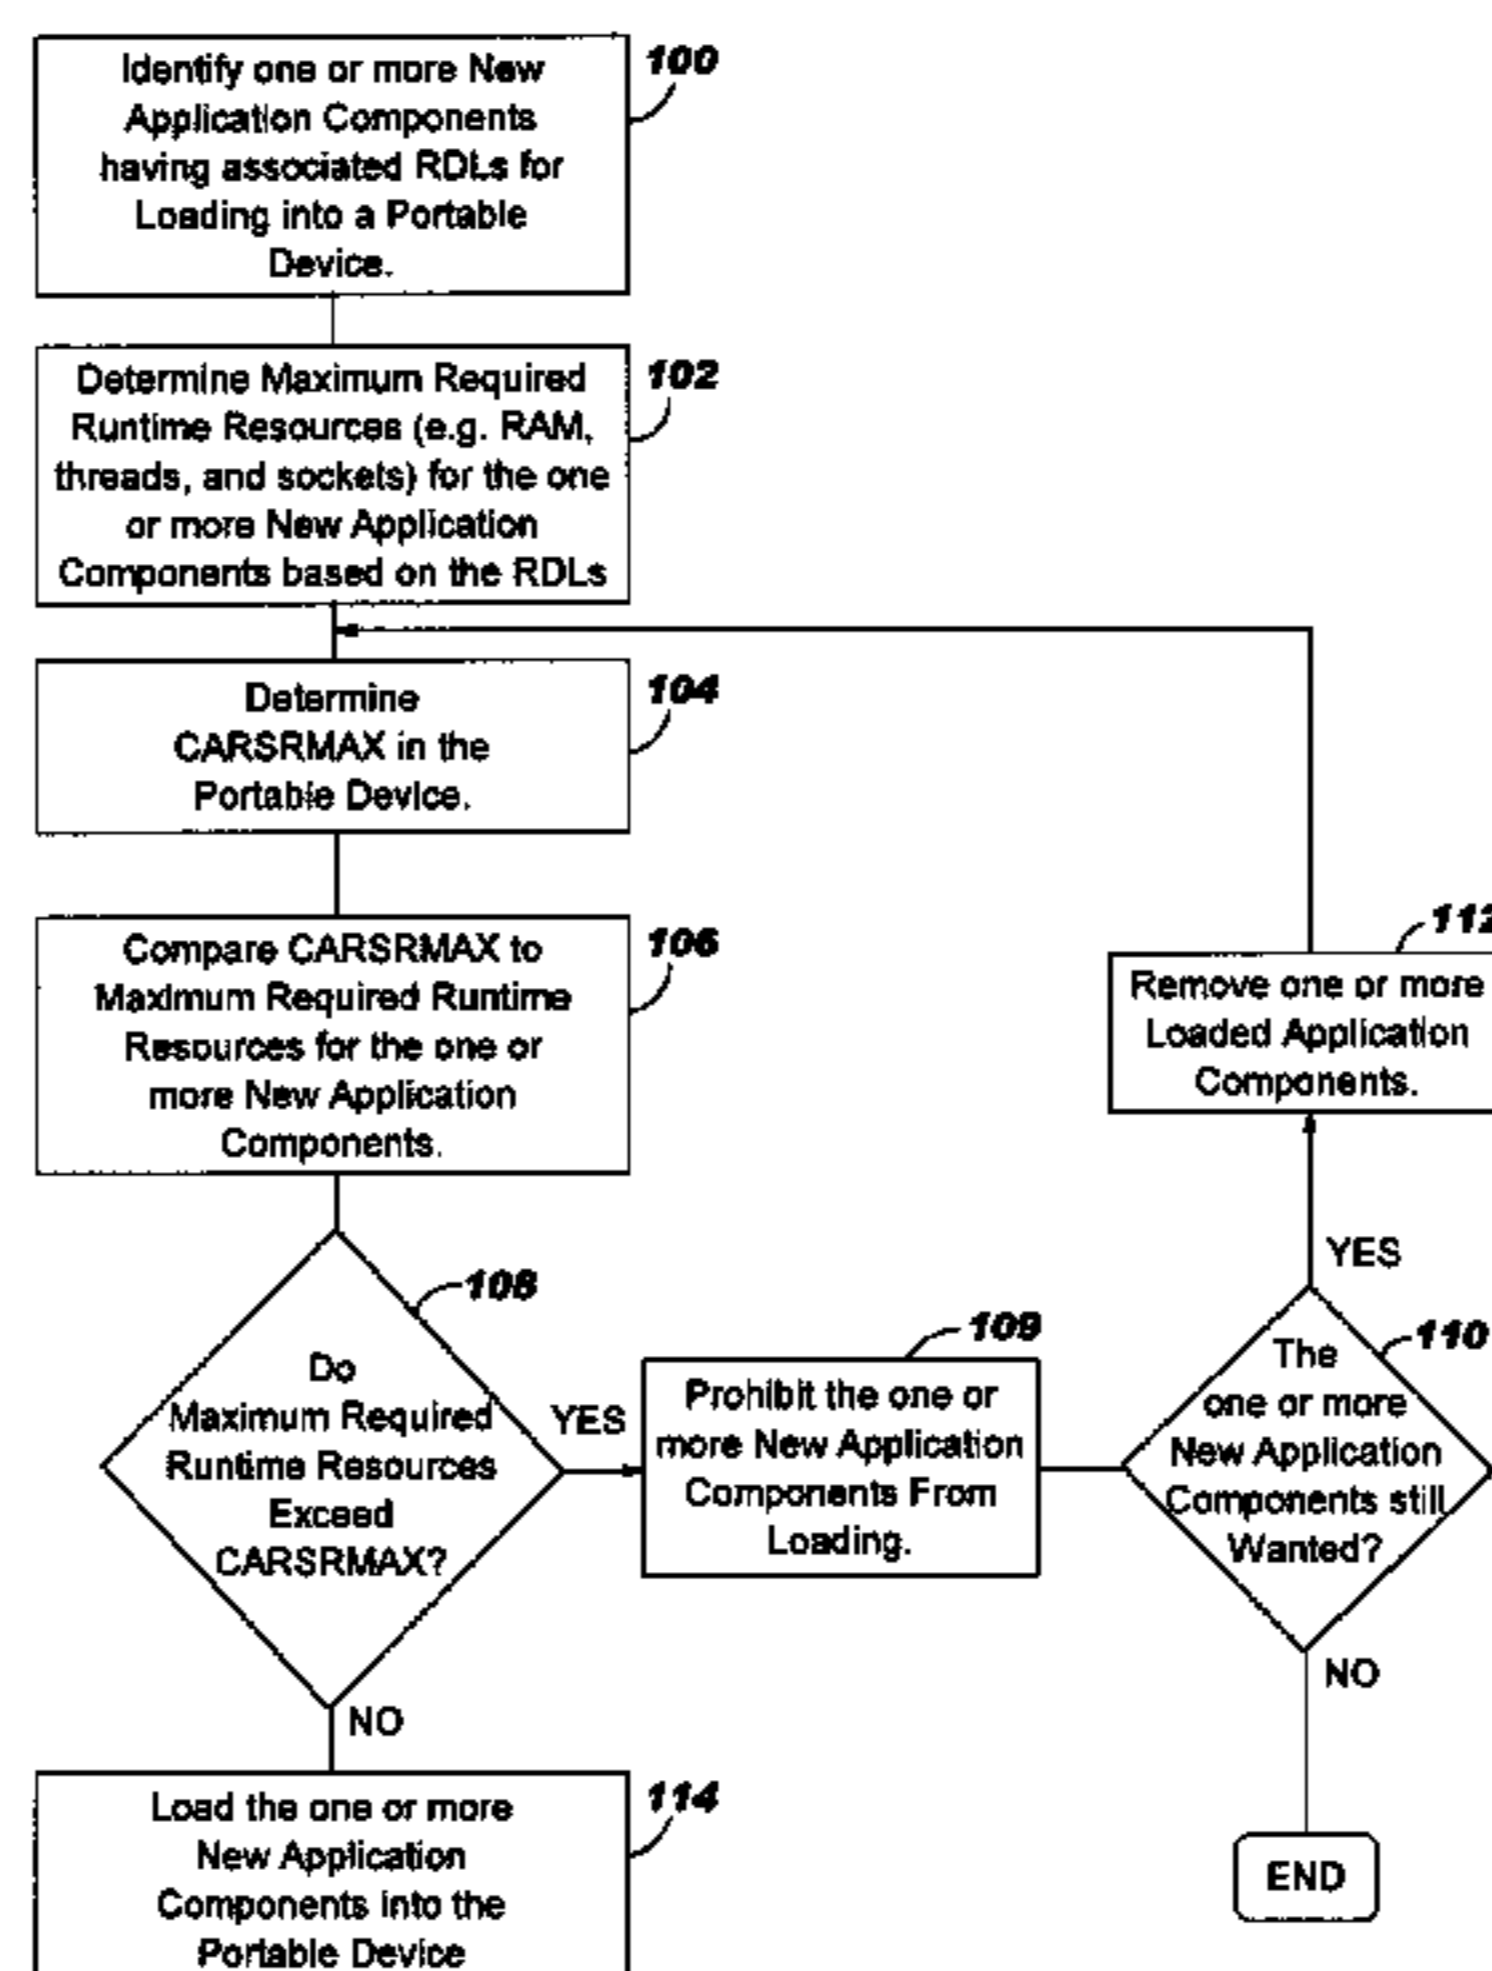 Identify one or more New
Application Components
having associated RDLs for
Loading into a Portable
Device.
100
Determine Maximum Required
Runtime Resources (e.g. RAM,
threads, and sockets) for the one
or more New Application
Components based on the RDLs
102
Determine
CARSRMAX in the
Portable Device.
104
Compare CARSRMAX to
Maximum Required Runtime
Resources for the one or
more New Application
Components.
106
Do
Maximum Required
Runtime Resources
Exceed
CARSRMAX?
108
YES
NO
Prohibit the one or
more New Application
Components From
Loading.
109
The
one or more
New Application
Components still
Wanted?
110
YES
NO
Remove one or more
Loaded Application
Components.
112
END
Load the one or more
New Application
Components into the
Portable Device
114